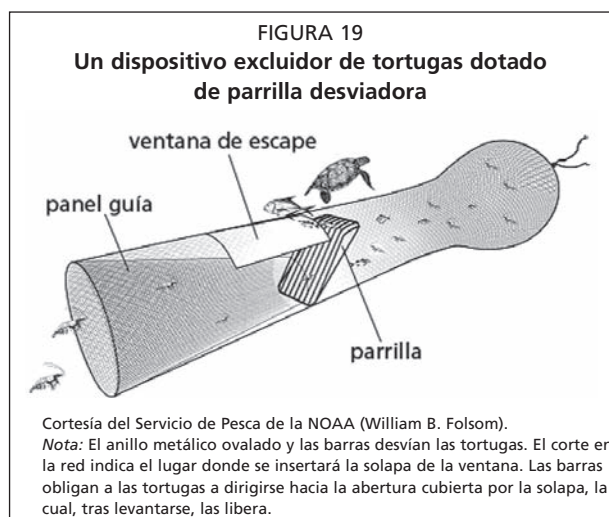 FIGURA 19
Un dispositivo excluidor de tortugas dotado
de parrilla desviadora
ventana de escape
panel guía
parrilla
Cortesía del Servicio de Pesca de la NOAA (William B. Folsom).
Nota: El anillo metálico ovalado y las barras desvían las tortugas. El corte en
la red indica el lugar donde se insertará la solapa de la ventana. Las barras
obligan a las tortugas a dirigirse hacia la abertura cubierta por la solapa, la
cual, tras levantarse, las libera.